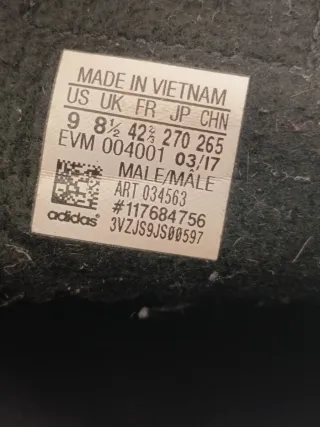 MADE IN VIETNAM
US UK FR JP CHN
9 8½ 42⅔ 270 265
EVM 004001 03/17
MALE/MÂLE
ART 034563
#117684756
adidas 3VZJS9JS00597